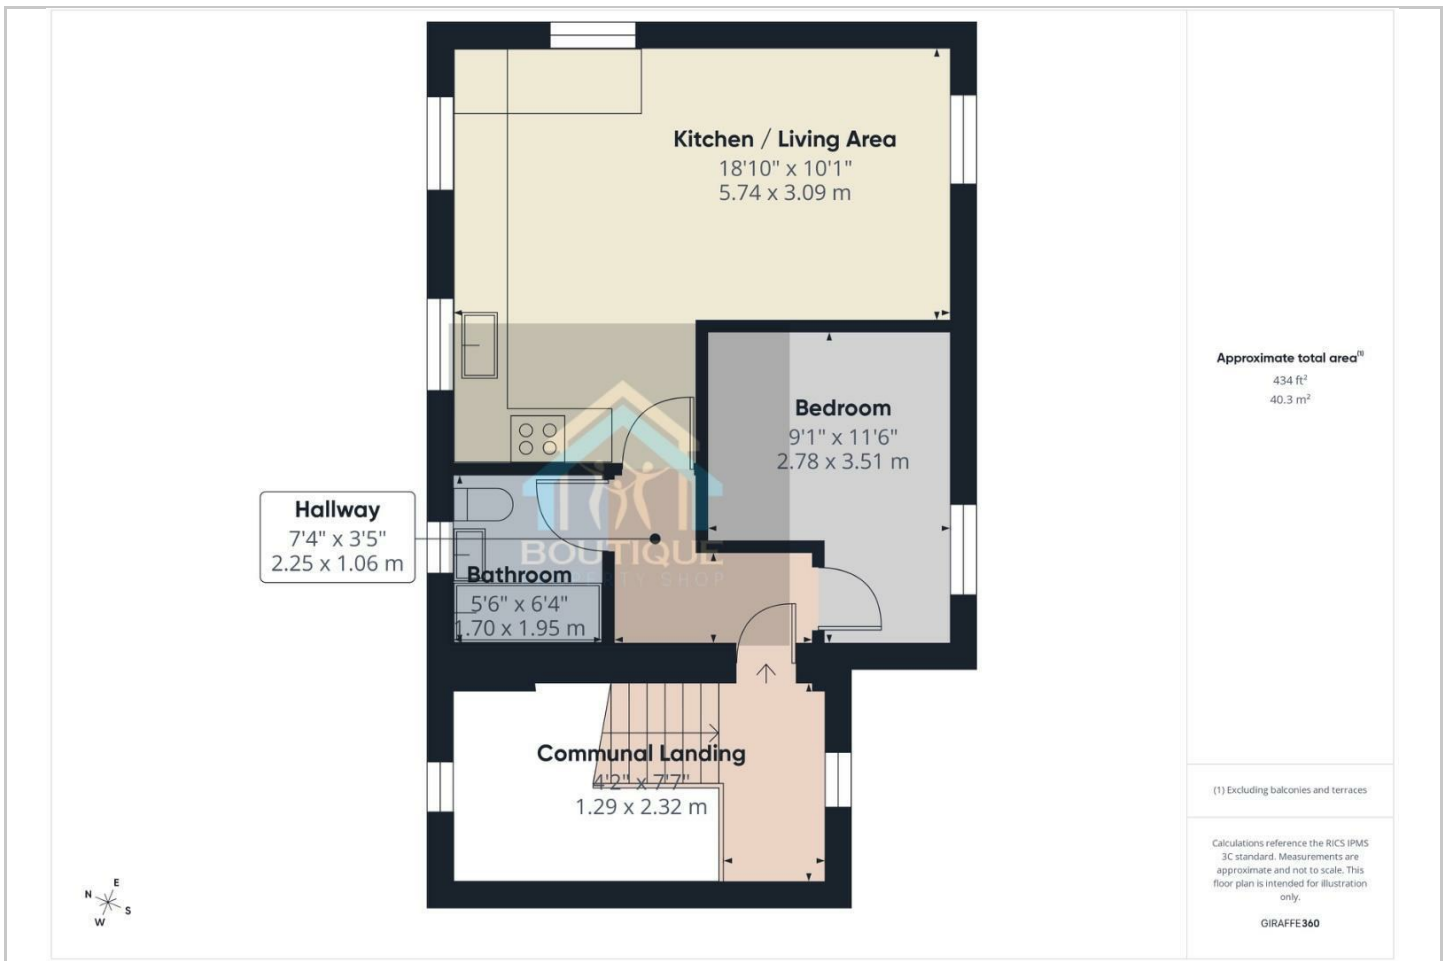 Kitchen / Living Area
18'10" x 10'1"
5.74 x 3.09 m
Bedroom
9'1" x 11'6"
2.78 x 3.51 m
Hallway
7'4" x 3'5"
2.25 x 1.06 m
BOUTIQUE
PROPERTY SHOP
Bathroom
5'6" x 6'4"
1.70 x 1.95 m
Communal Landing
4'2" x 7'7"
1.29 x 2.32 m
N
E
S
W
Approximate total area(1)
434 ft²
40.3 m²
(1) Excluding balconies and terraces
Calculations reference the RICS IPMS
3C standard. Measurements are
approximate and not to scale. This
floor plan is intended for illustration
only.
GIRAFFE360